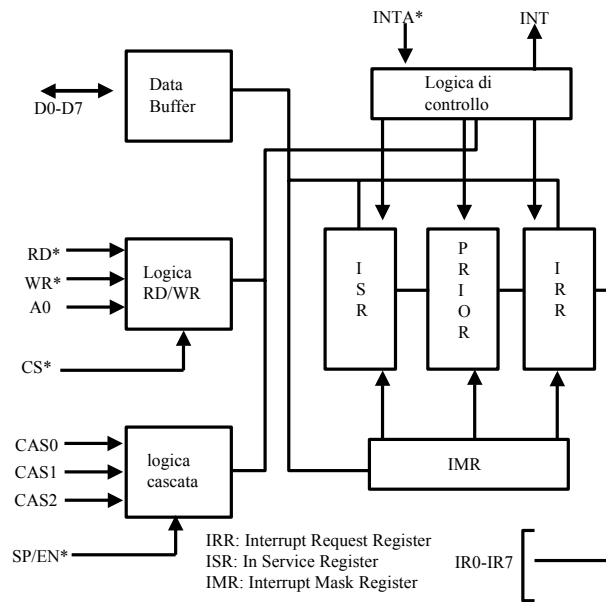 INTA*
INT
D0-D7
Data
Buffer
Logica di
controllo
RD*
WR*
A0
CS*
Logica
RD/WR
I
S
R
P
R
I
O
R
I
R
R
CAS0
CAS1
CAS2
SP/EN*
logica
cascata
IMR
IRR: Interrupt Request Register
ISR: In Service Register
IMR: Interrupt Mask Register
IR0-IR7